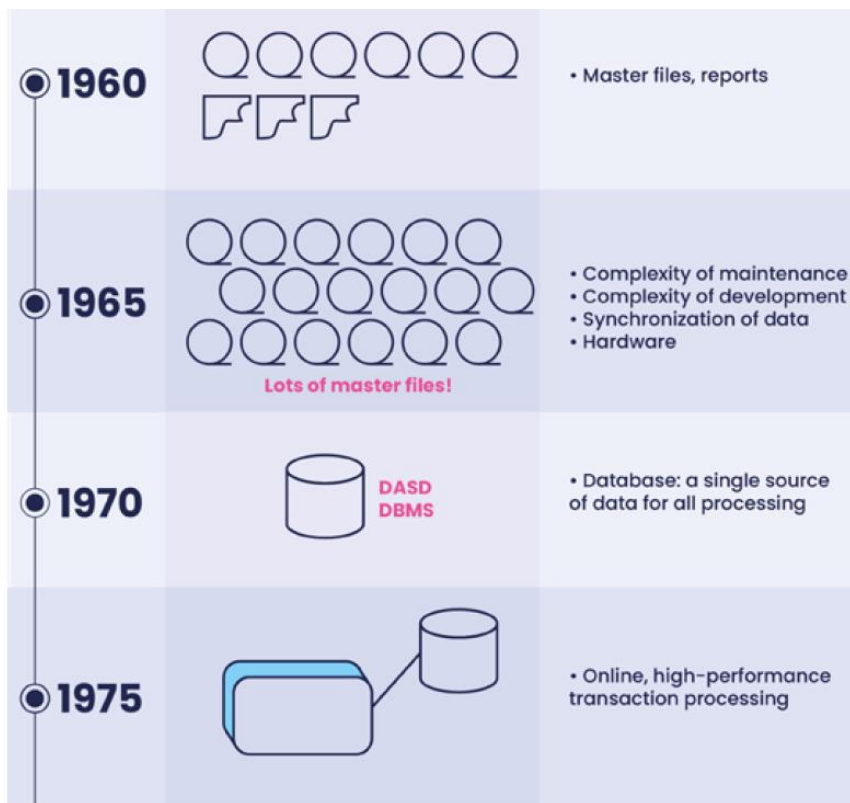 1960
• Master files, reports
1965
• Complexity of maintenance
• Complexity of development
• Synchronization of data
• Hardware
Lots of master files!
1970
DASD
DBMS
• Database: a single source
of data for all processing
1975
• Online, high-performance
transaction processing